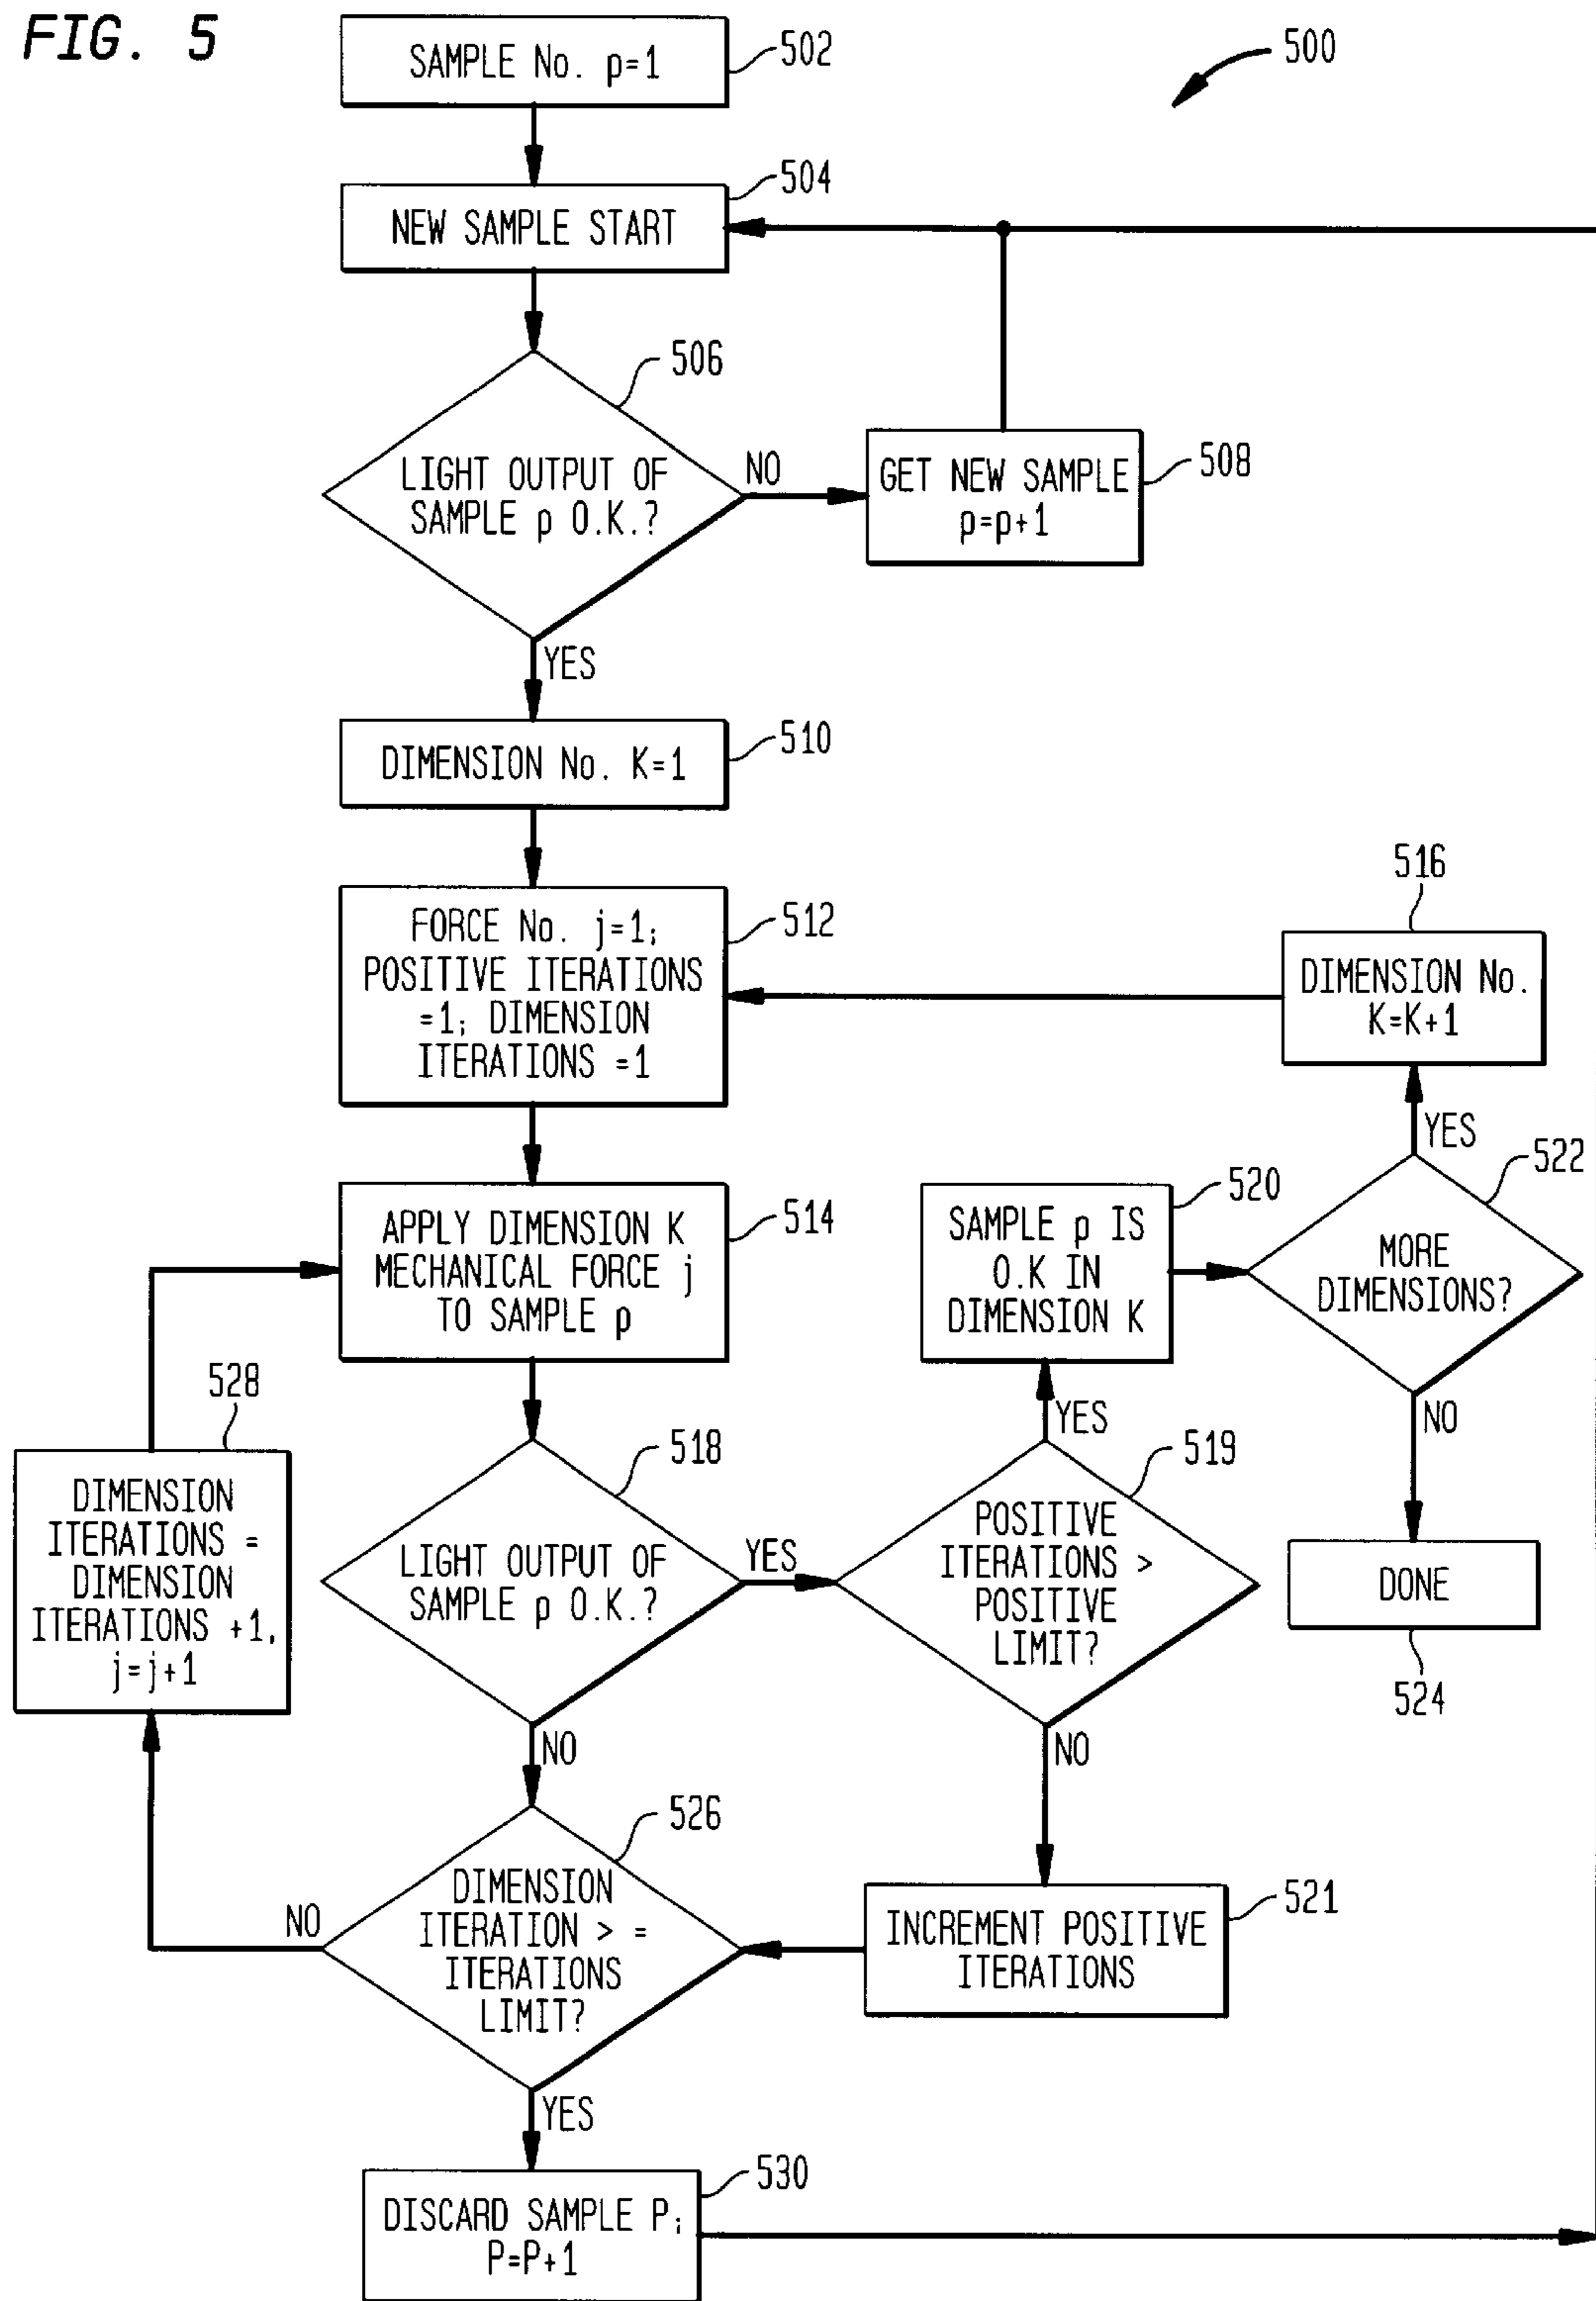 FIG. 5
500
SAMPLE No. p=1
502
NEW SAMPLE START
504
LIGHT OUTPUT OF
SAMPLE p O.K.?
506
NO
YES
GET NEW SAMPLE
p=p+1
508
DIMENSION No. K=1
510
FORCE No. j=1;
POSITIVE ITERATIONS
=1; DIMENSION
ITERATIONS =1
512
516
DIMENSION No.
K=K+1
APPLY DIMENSION K
MECHANICAL FORCE j
TO SAMPLE p
514
SAMPLE p IS
O.K IN
DIMENSION K
520
YES
MORE
DIMENSIONS?
522
NO
528
DIMENSION
ITERATIONS =
DIMENSION
ITERATIONS +1,
j=j+1
LIGHT OUTPUT OF
SAMPLE p O.K.?
518
YES
NO
YES
POSITIVE
ITERATIONS >
POSITIVE
LIMIT?
519
NO
DONE
524
DIMENSION
ITERATION > =
ITERATIONS
LIMIT?
526
NO
YES
INCREMENT POSITIVE
ITERATIONS
521
DISCARD SAMPLE P;
P=P+1
530